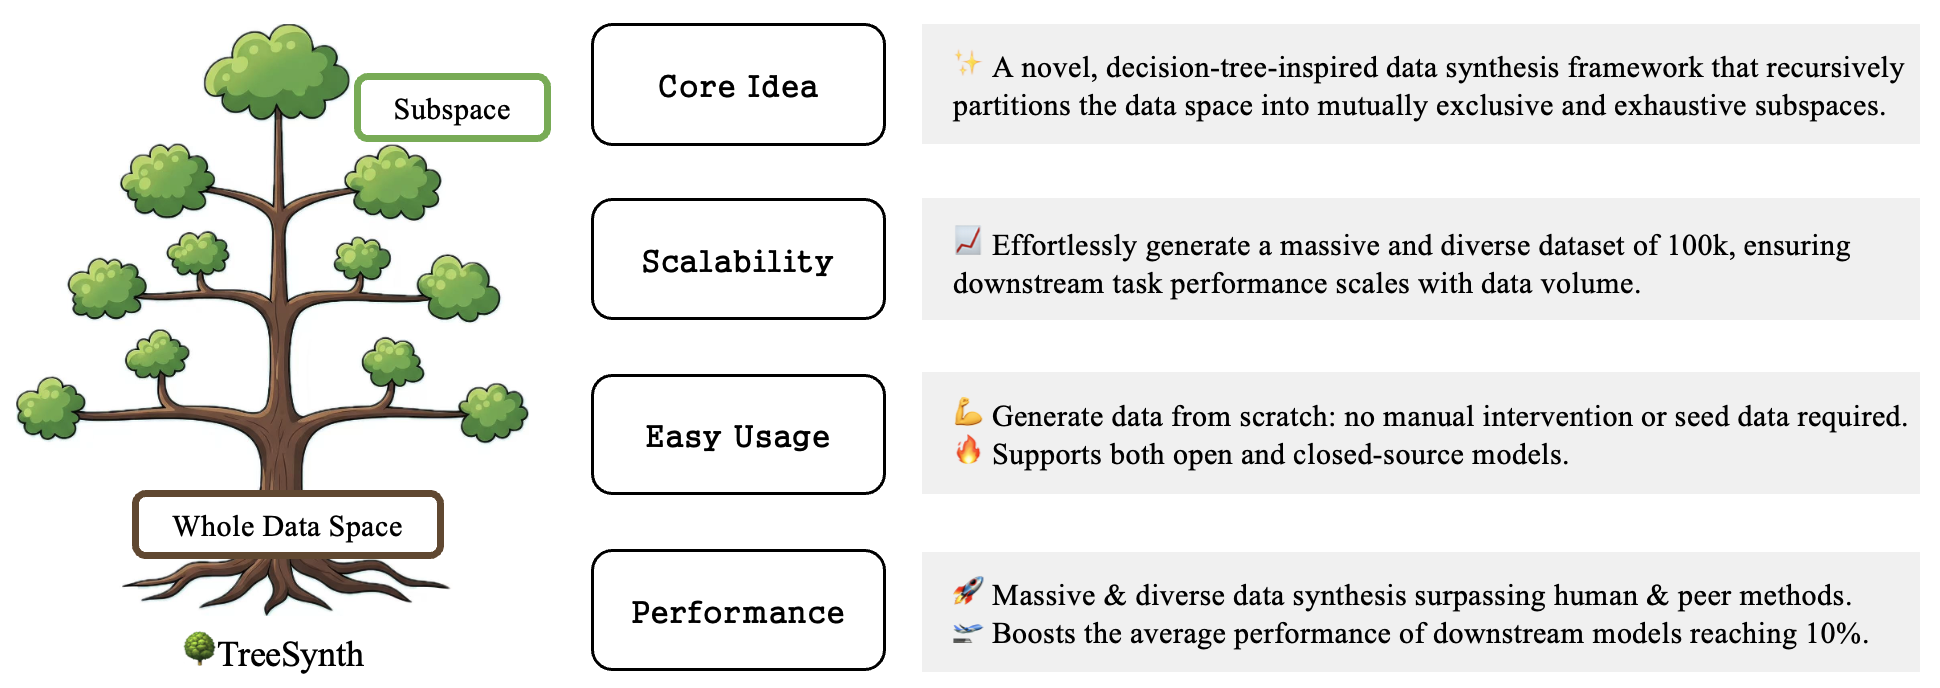 Subspace
Whole Data Space
TreeSynth
Core Idea
✨ A novel, decision-tree-inspired data synthesis framework that recursively
partitions the data space into mutually exclusive and exhaustive subspaces.
Scalability
📈 Effortlessly generate a massive and diverse dataset of 100k, ensuring
downstream task performance scales with data volume.
Easy Usage
💪 Generate data from scratch: no manual intervention or seed data required.
🔥 Supports both open and closed-source models.
Performance
🚀 Massive & diverse data synthesis surpassing human & peer methods.
🛫 Boosts the average performance of downstream models reaching 10%.